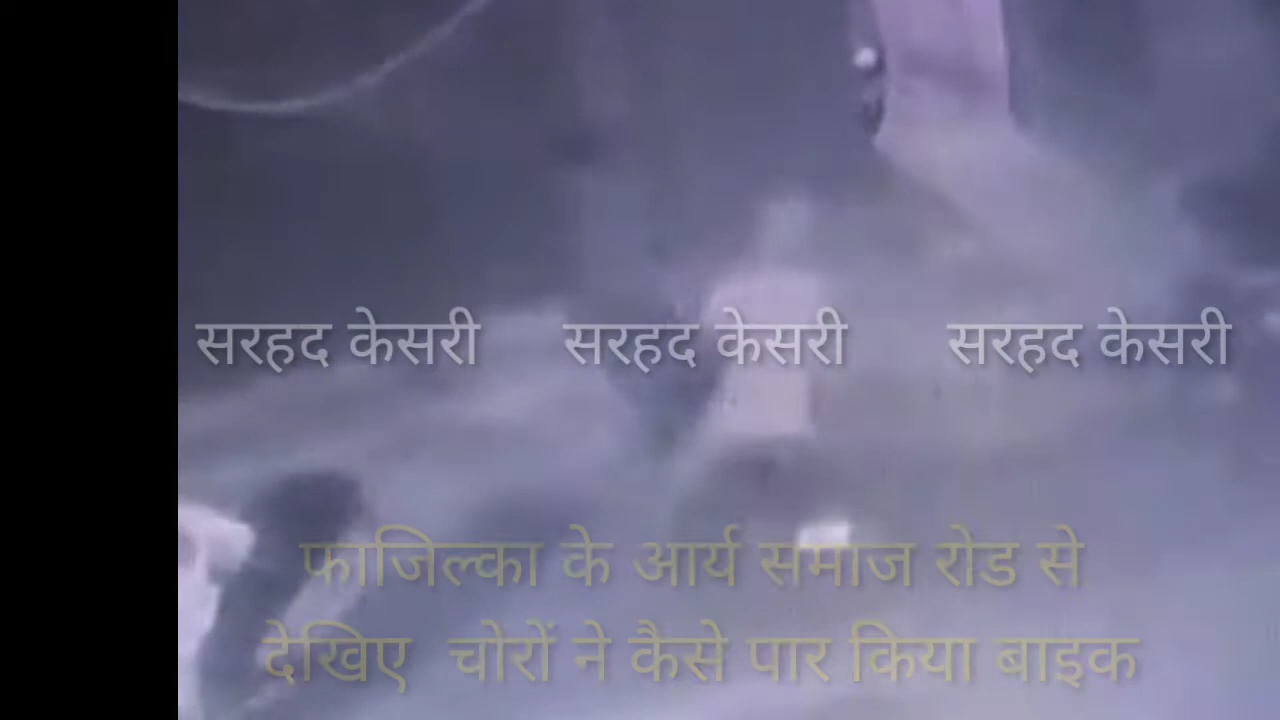 सरहद केसरी सरहद केसरी सरहद केसरी
फाजिल्का के आर्य समाज रोड से
देखिए चोरों ने कैसे पार किया बाइक